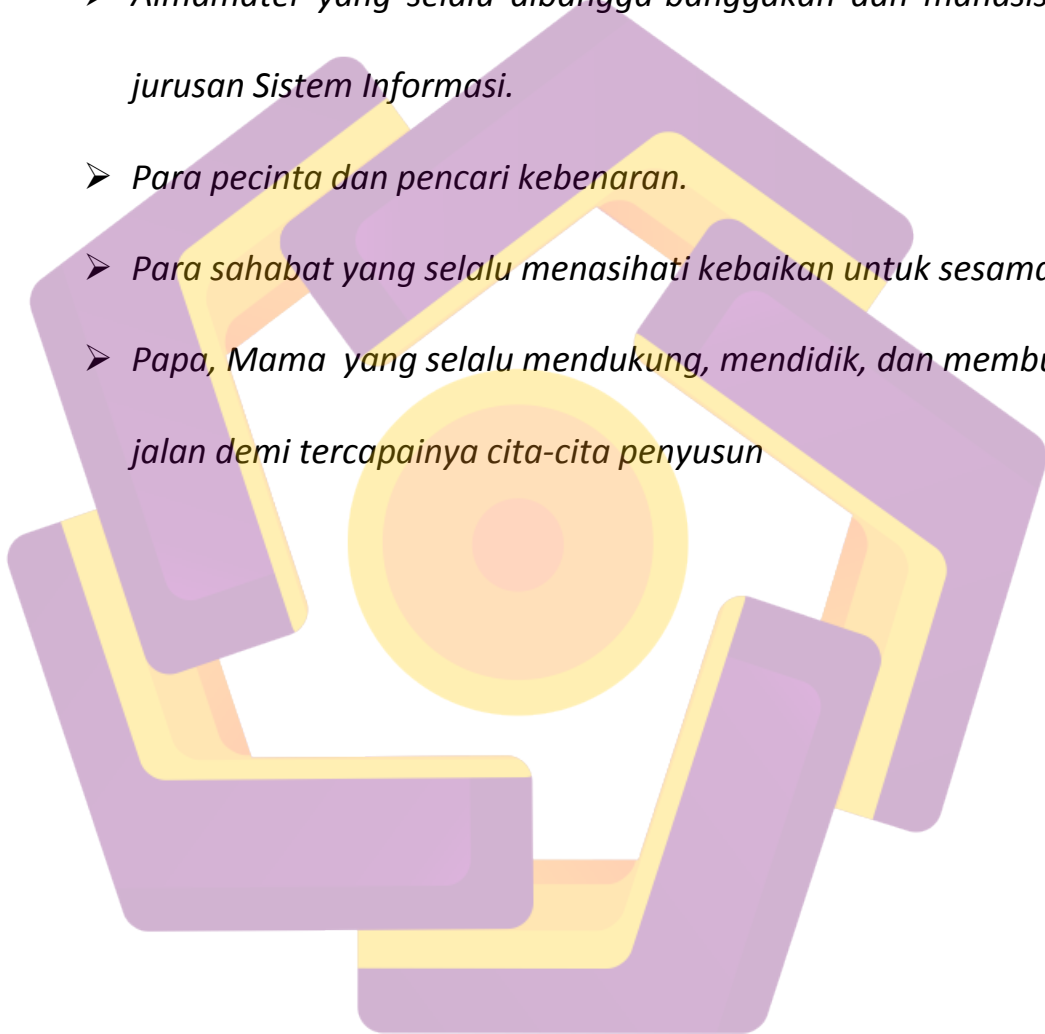 ➢ Almamater yang selalu dibangga-banggakan dan
jurusan Sistem Informasi.
➢ Para pecinta dan pencari kebenaran.
➢ Para sahabat yang selalu menasihati kebaikan untuk
➢ Papa, Mama yang selalu mendukung, mendidik, dan
jalan demi tercapainya cita-cita penyusun